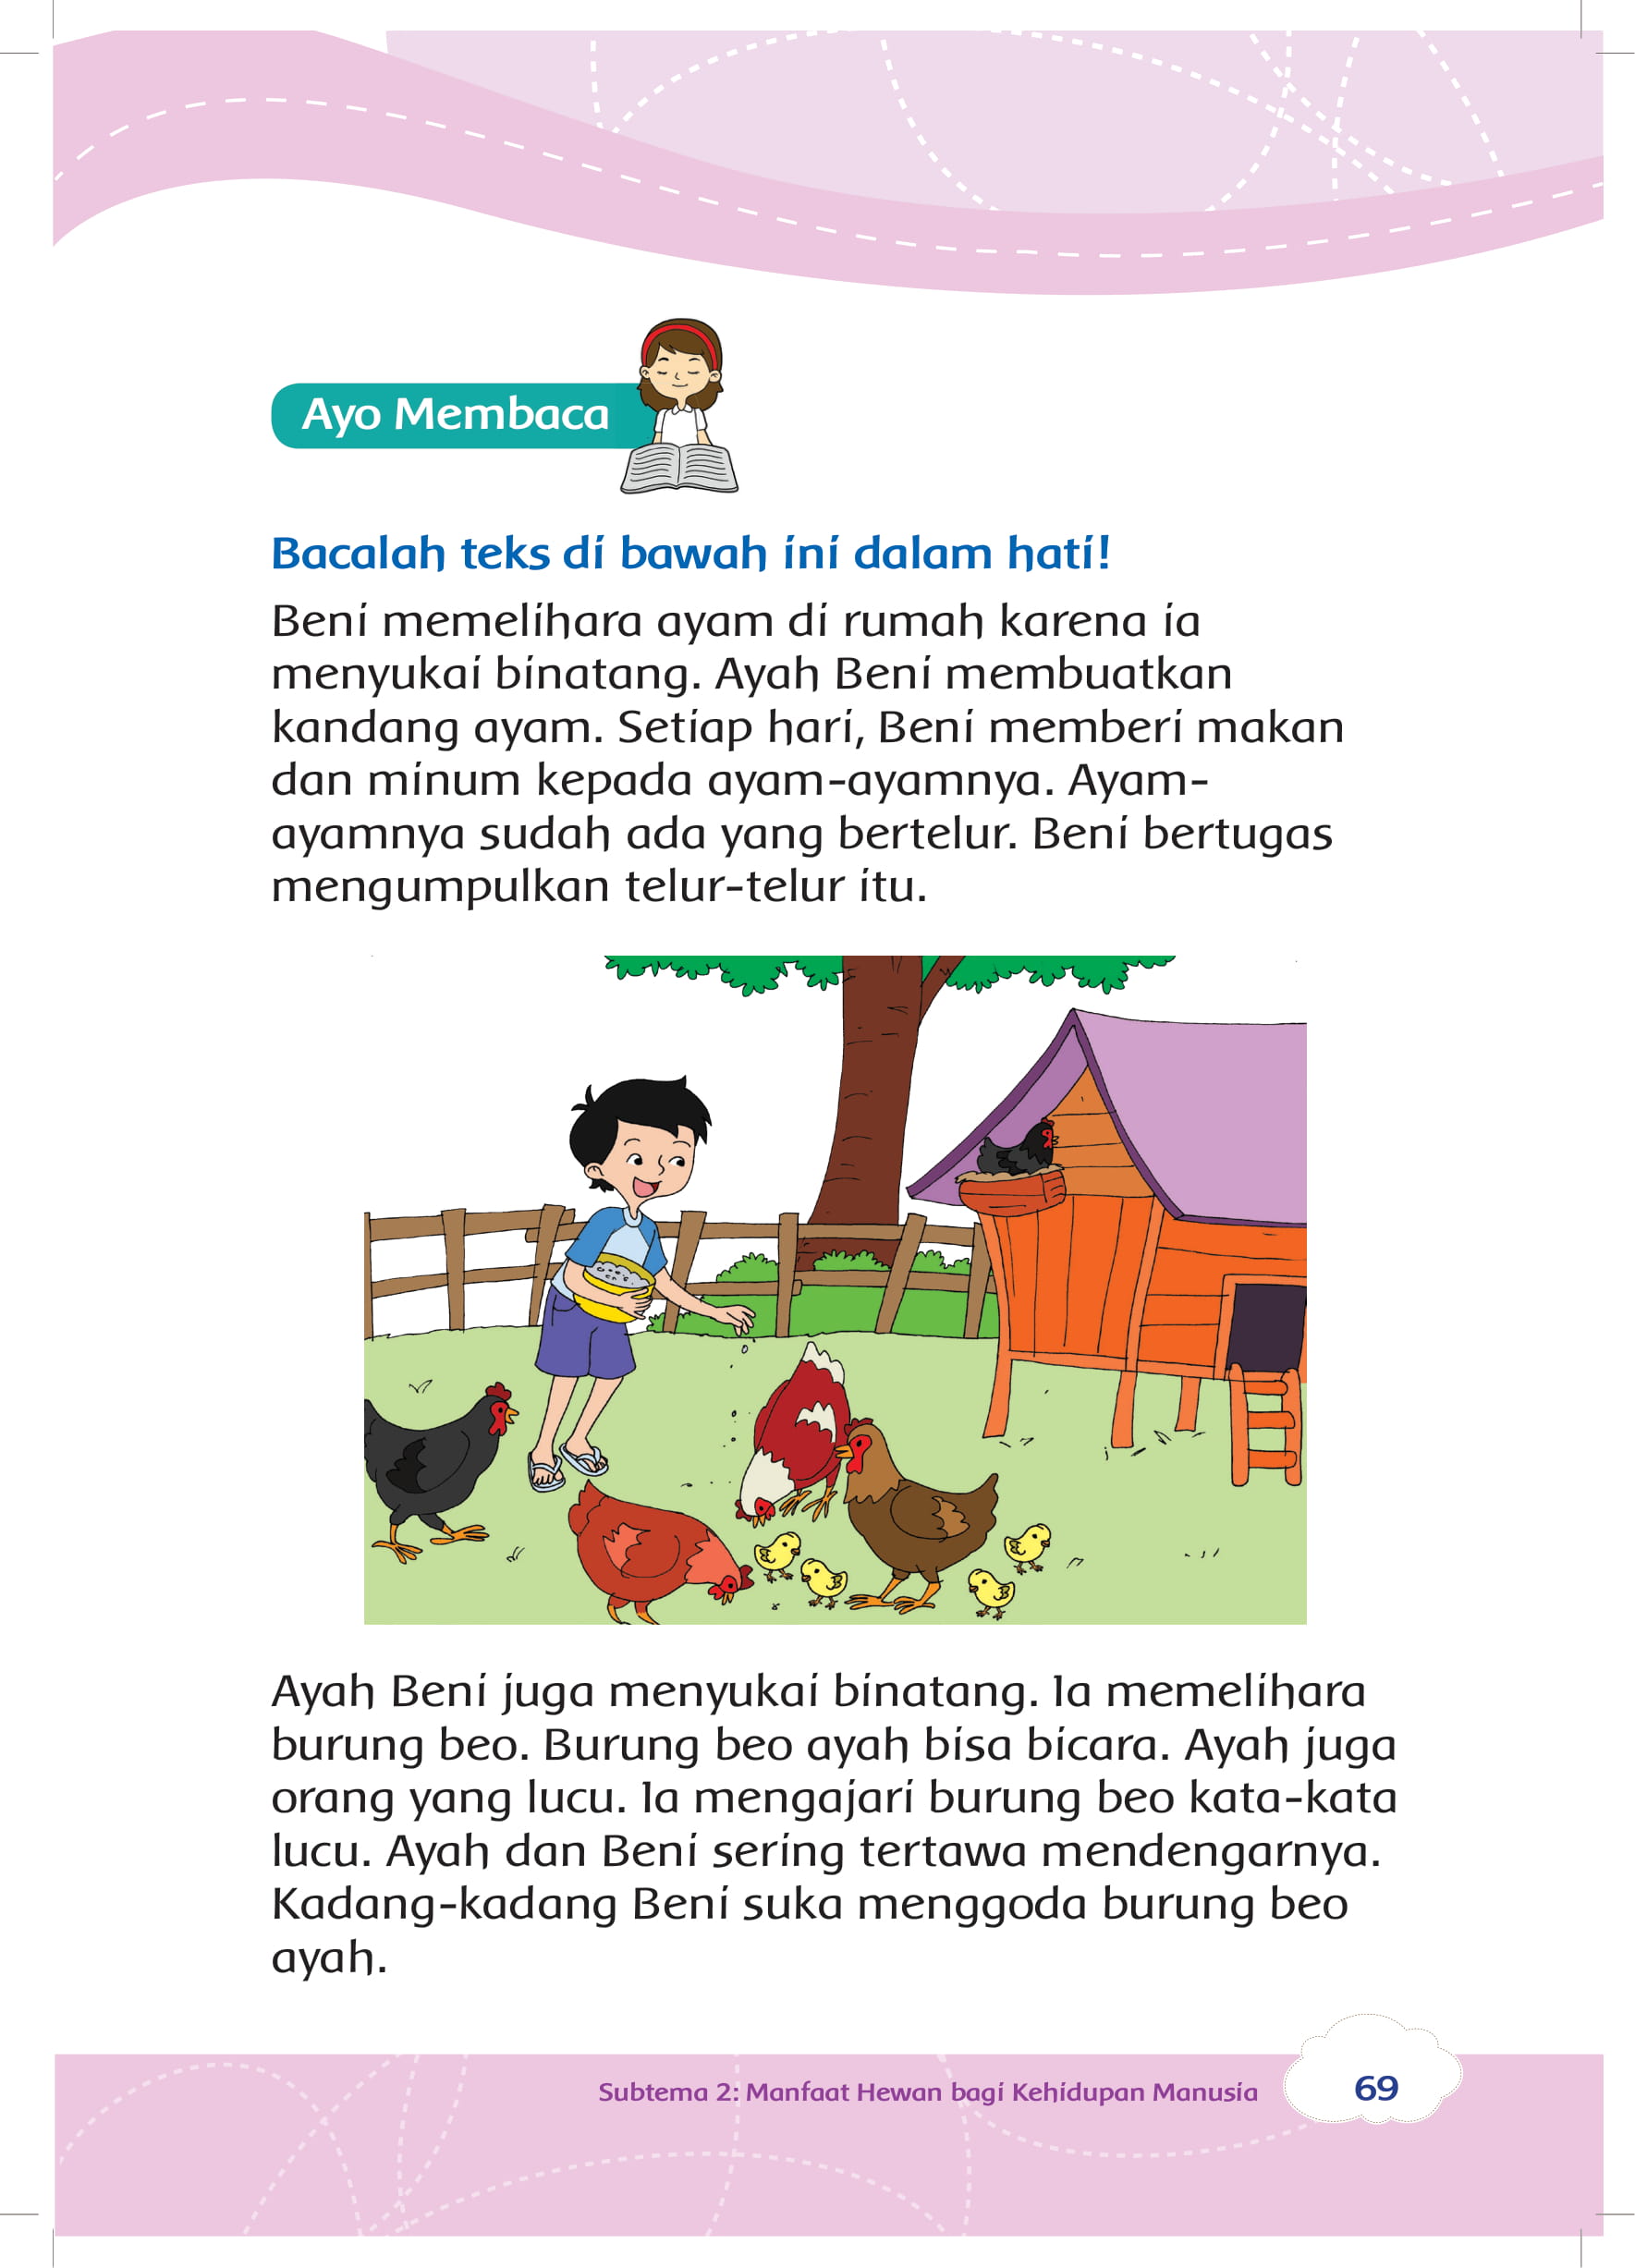 Ayo Membaca
Bacalah teks di bawah ini dalam hati!
Beni memelihara ayam di rumah karena ia
menyukai binatang. Ayah Beni membuatkan
kandang ayam. Setiap hari, Beni memberi makan
dan minum kepada ayam-ayamnya. Ayam-
ayamnya sudah ada yang bertelur. Beni bertugas
mengumpulkan telur-telur itu.
Ayah Beni juga menyukai binatang. Ia memelihara
burung beo. Burung beo ayah bisa bicara. Ayah juga
orang yang lucu. Ia mengajari burung beo kata-kata
lucu. Ayah dan Beni sering tertawa mendengarnya.
Kadang-kadang Beni suka menggoda burung beo
ayah.
Subtema 2: Manfaat Hewan bagi Kehidupan Manusia
69